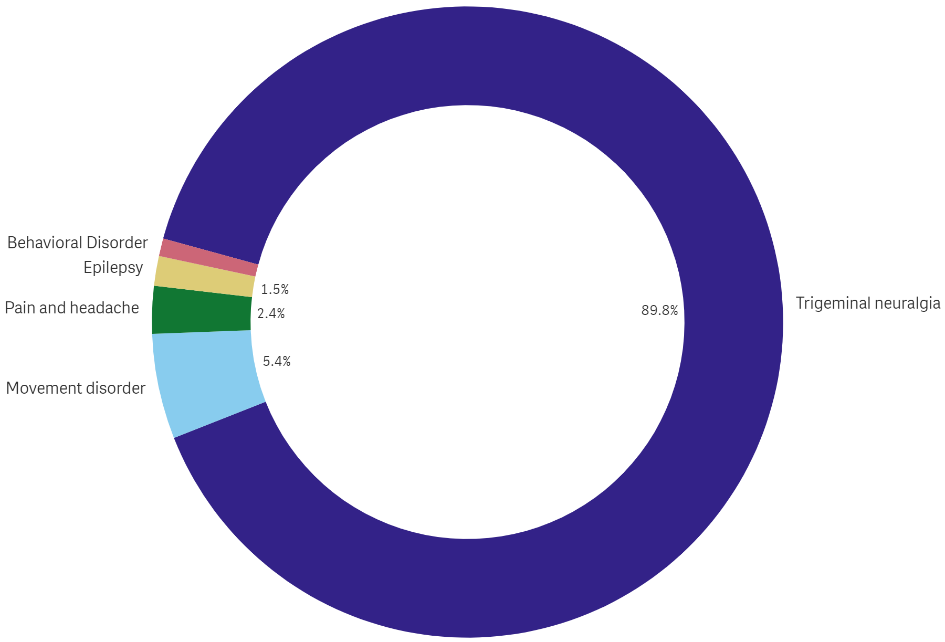 Behavioral Disorder
Epilepsy
Pain and headache
Movement disorder
1.5%
2.4%
5.4%
89.8%
Trigeminal neuralgia